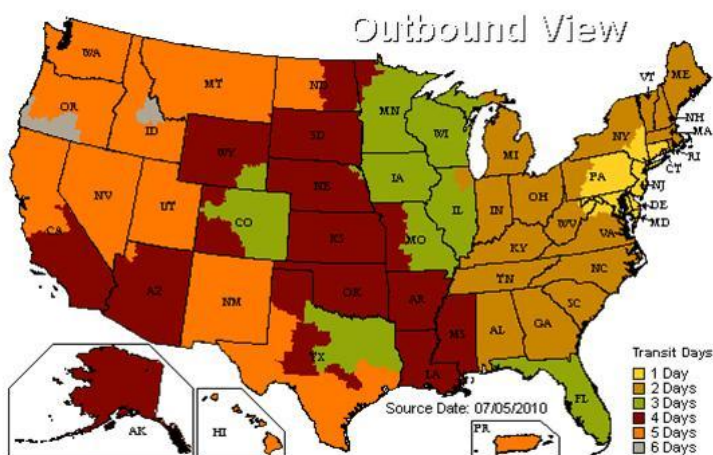 Outbound View
WA
MT
ND
OR
ID
MN
WI
SD
WY
MI
VT
ME
NH
NY
MA
RI
CT
PA
NJ
DE
MD
NE
IA
NV
UT
CO
IL
IN
OH
WV
VA
CA
KS
MO
KY
NC
TN
AZ
NM
OK
AR
SC
MS
AL
GA
TX
LA
FL
AK
HI
PR
Source Date: 07/05/2010
Transit Days
1 Day
2 Days
3 Days
4 Days
5 Days
6 Days